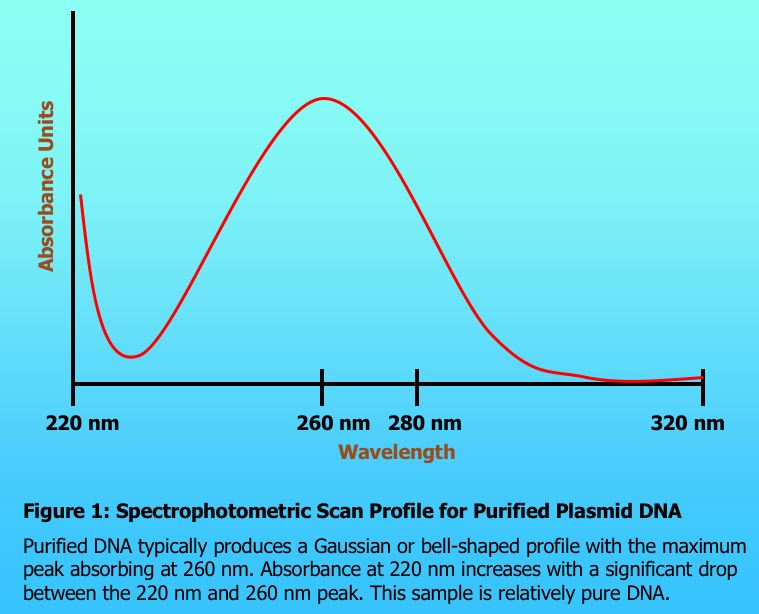 Absorbance Units
220 nm
260 nm
280 nm
320 nm
Wavelength
Figure 1: Spectrophotometric Scan Profile for Purified Plasmid DNA
Purified DNA typically produces a Gaussian or bell-shaped profile with the maximum
peak absorbing at 260 nm. Absorbance at 220 nm increases with a significant drop
between the 220 nm and 260 nm peak. This sample is relatively pure DNA.